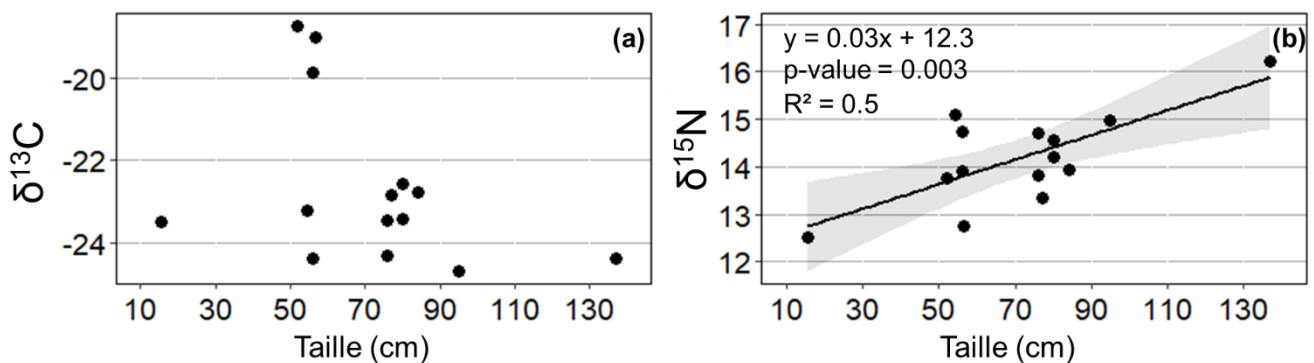 (a)
δ¹³C
-20
-22
-24
10 30 50 70 90 110 130
Taille (cm)
(b)
y = 0.03x + 12.3
p-value = 0.003
R² = 0.5
δ¹⁵N
17
16
15
14
13
12
10 30 50 70 90 110 130
Taille (cm)